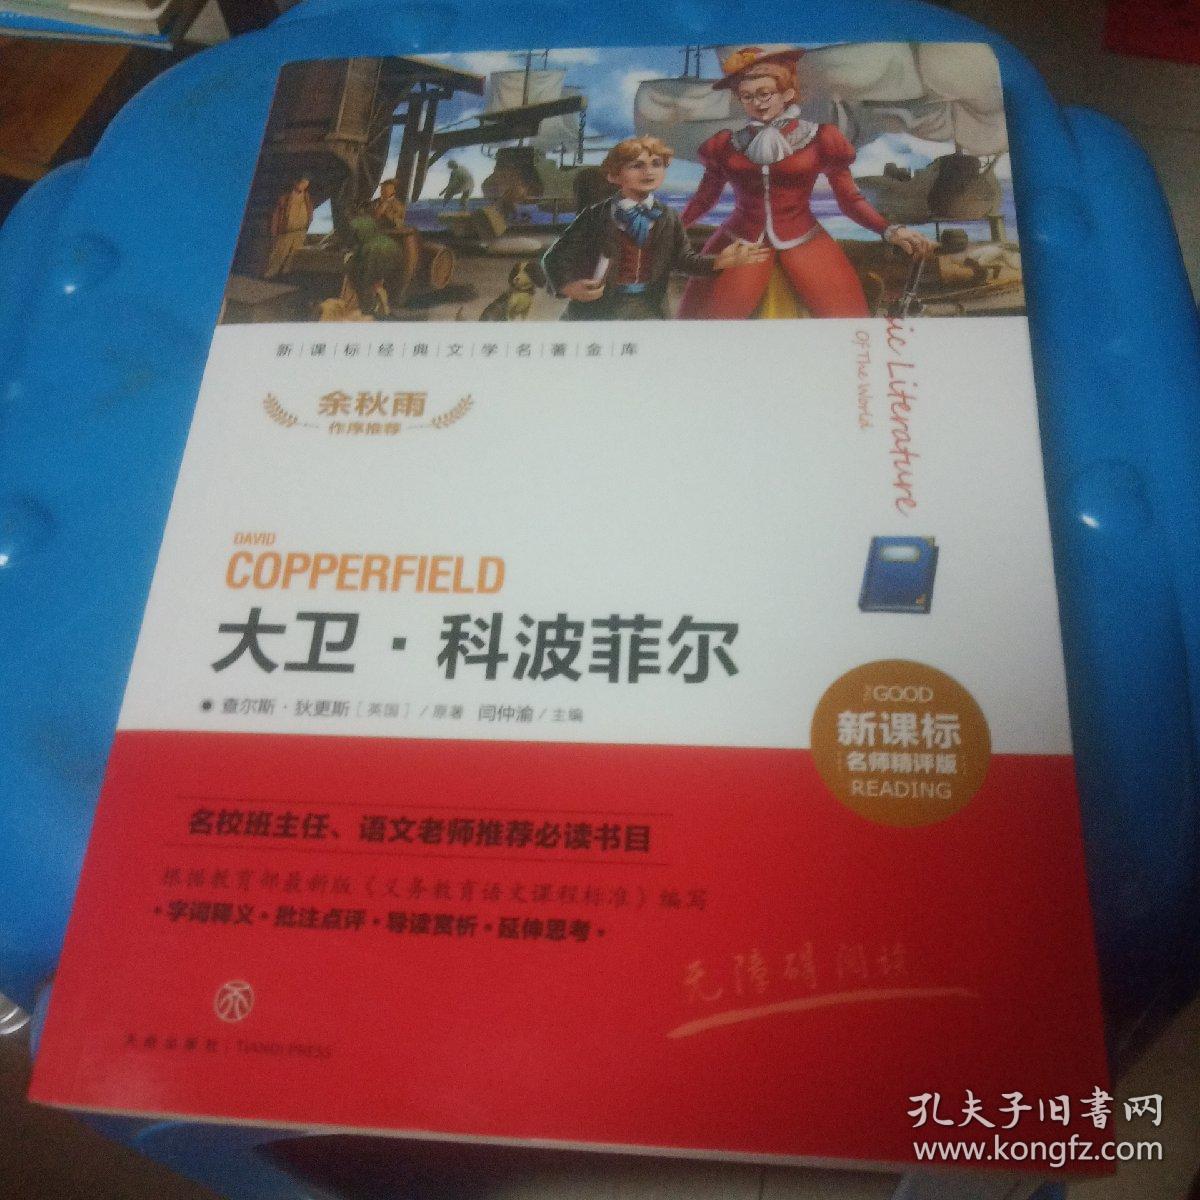 新课标经典文学名著金库
余秋雨
作序推荐
ic Literature
Of The World
DAVID
COPPERFIELD
大卫·科波菲尔
查尔斯·狄更斯[英国]/原著 闫仲渝/主编
GOOD
新课标
名师精评版
READING
名校班主任、语文老师推荐必读书目
根据教育部最新版《义务教育语文课程标准》编写
·字词释义·批注点评·导读赏析·延伸思考·
无障碍阅读
天地出版社 TIANDI PRESS
孔夫子旧書网
www.kongfz.com